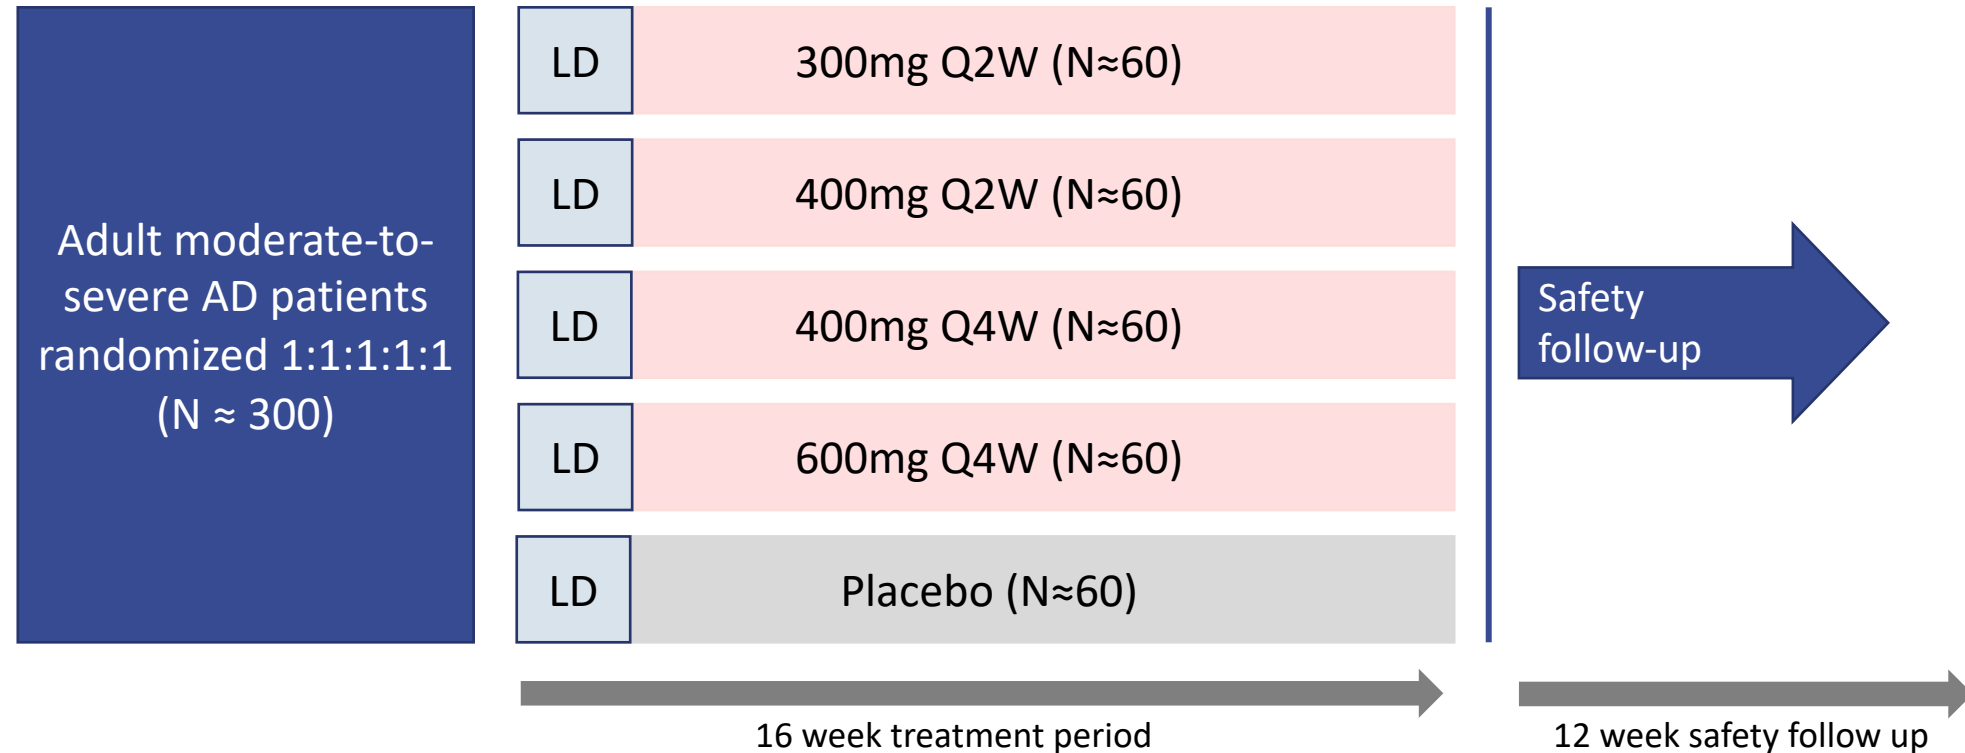 Adult moderate-to-
severe AD patients
randomized 1:1:1:1:1
(N ≈ 300)
LD
300mg Q2W (N≈60)
LD
400mg Q2W (N≈60)
LD
400mg Q4W (N≈60)
LD
600mg Q4W (N≈60)
LD
Placebo (N≈60)
Safety
follow-up
16 week treatment period
12 week safety follow up